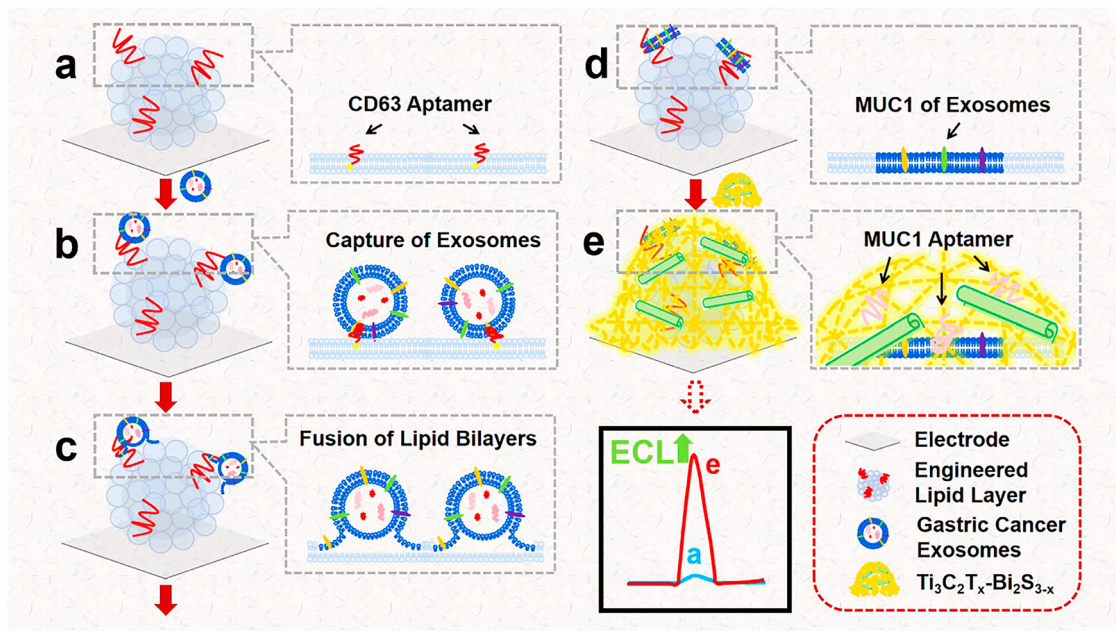 a
CD63 Aptamer
b
Capture of Exosomes
c
Fusion of Lipid Bilayers
d
MUC1 of Exosomes
e
MUC1 Aptamer
ECL
e
a
Electrode
Engineered
Lipid Layer
Gastric Cancer
Exosomes
Ti₃C₂Tₓ-Bi₂S₃₋ₓ